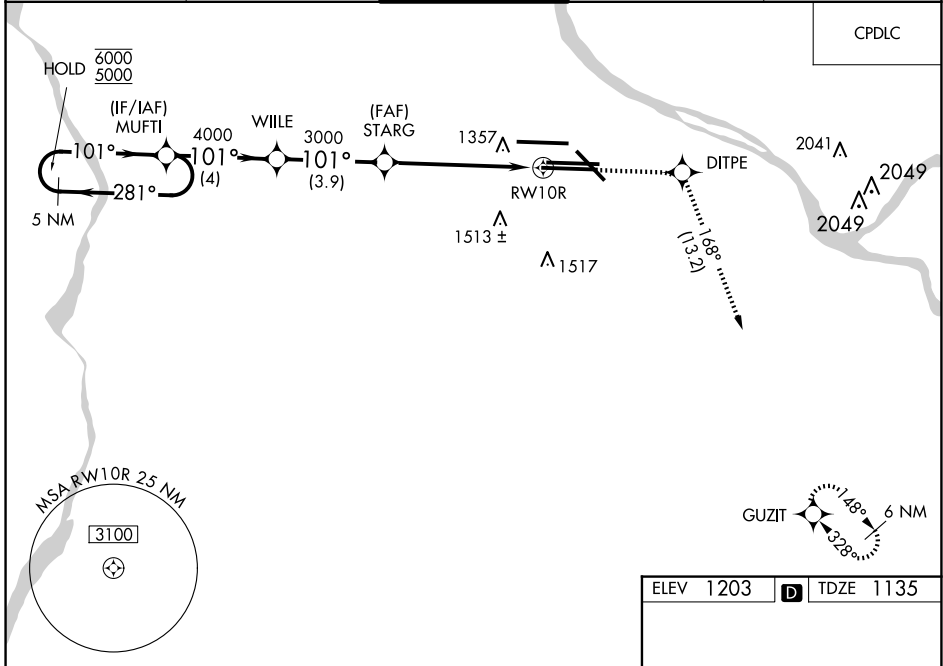 CPDLC
HOLD 6000
5000
(IF/IAF)
MUFTI
4000
WIILE
3000
(FAF)
STARG
1357
2041
101°
101°
101°
(4)
(3.9)
281°
5 NM
RW10R
DITPE
2049
2049
1513 ±
1517
168°
(13.2)
MSA RW10R 25 NM
3100
GUZIT
148°
328°
6 NM
ELEV 1203 D TDZE 1135